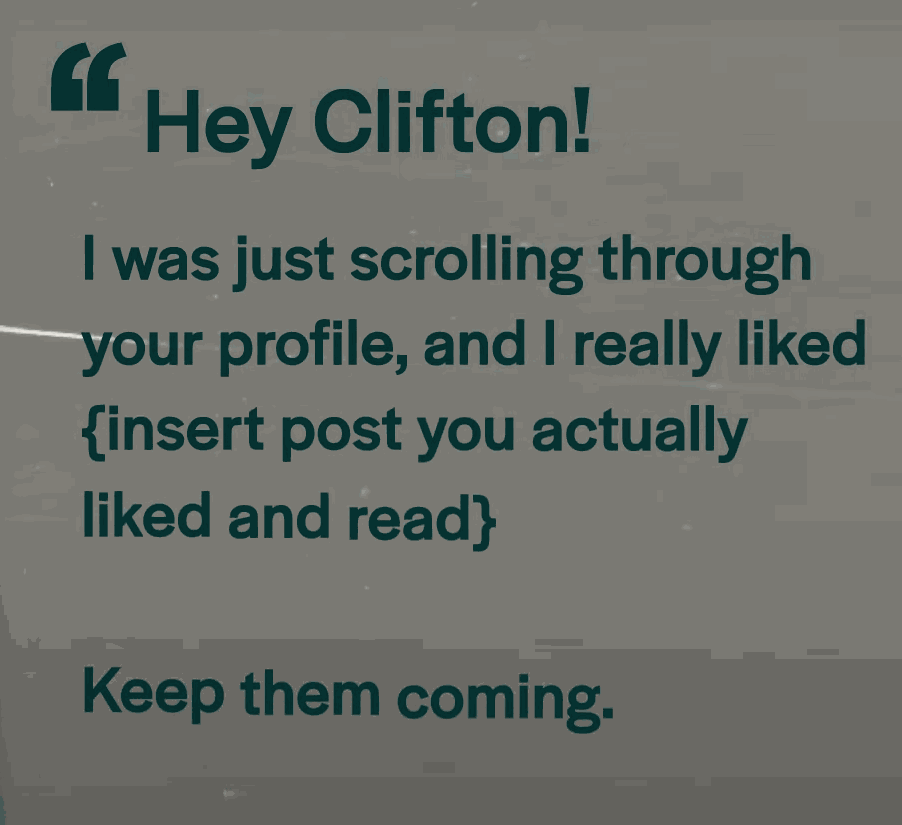 “ Hey Clifton!
I was just scrolling through
your profile, and I really liked
{insert post you actually
liked and read}
Keep them coming.